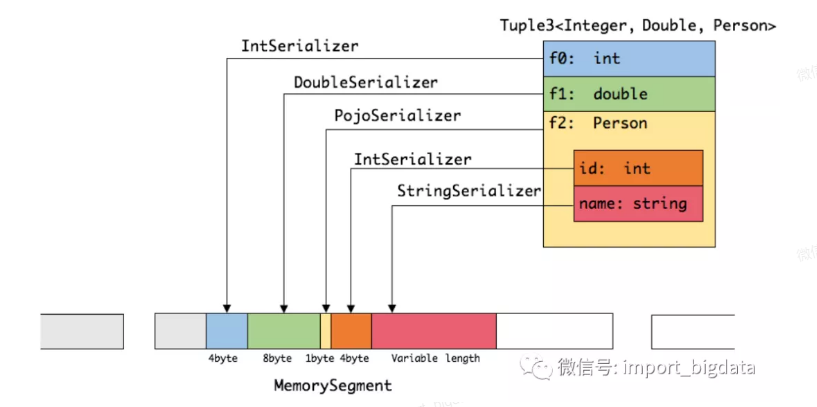 Tuple3<Integer, Double, Person>
IntSerializer
f0: int
DoubleSerializer
f1: double
PojoSerializer
f2: Person
IntSerializer
id: int
StringSerializer
name: string
4byte
8byte
1byte
4byte
Variable length
微信号: import_bigdata
MemorySegment